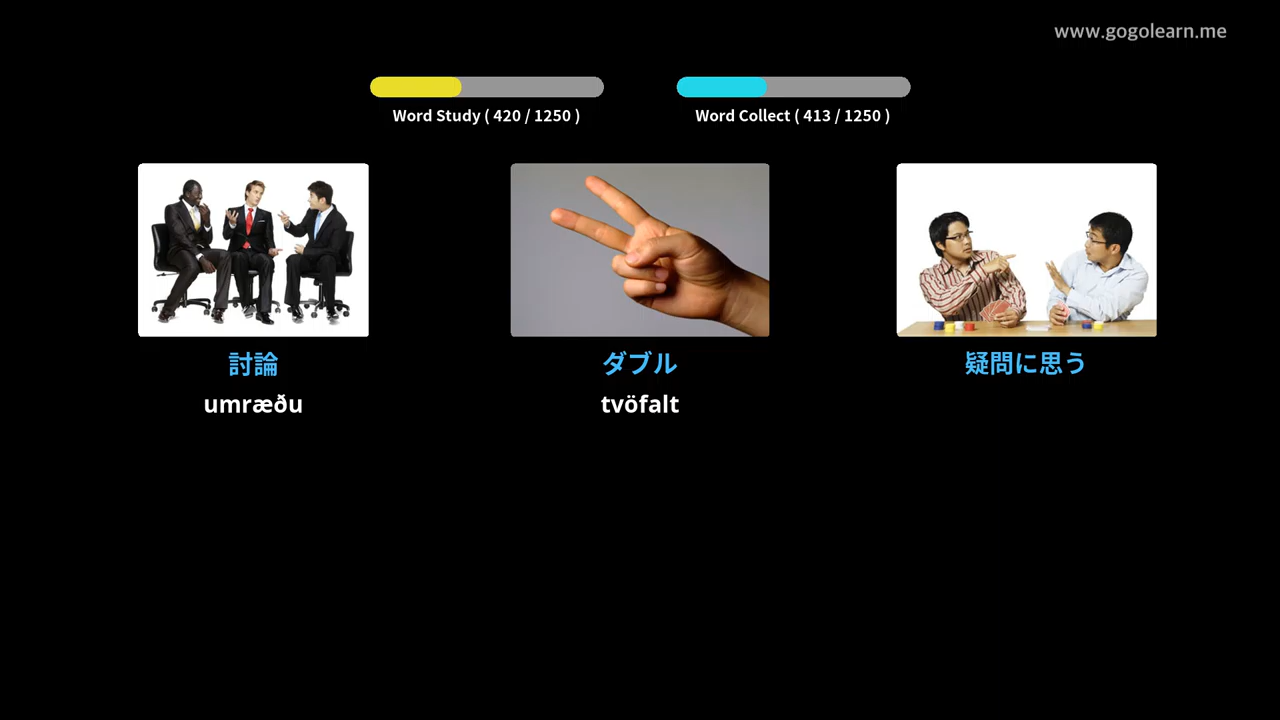 www.gogolearn.me
Word Study ( 420 / 1250 )
Word Collect ( 413 / 1250 )
討論
ダブル
疑問に思う
umræðu
tvöfalt